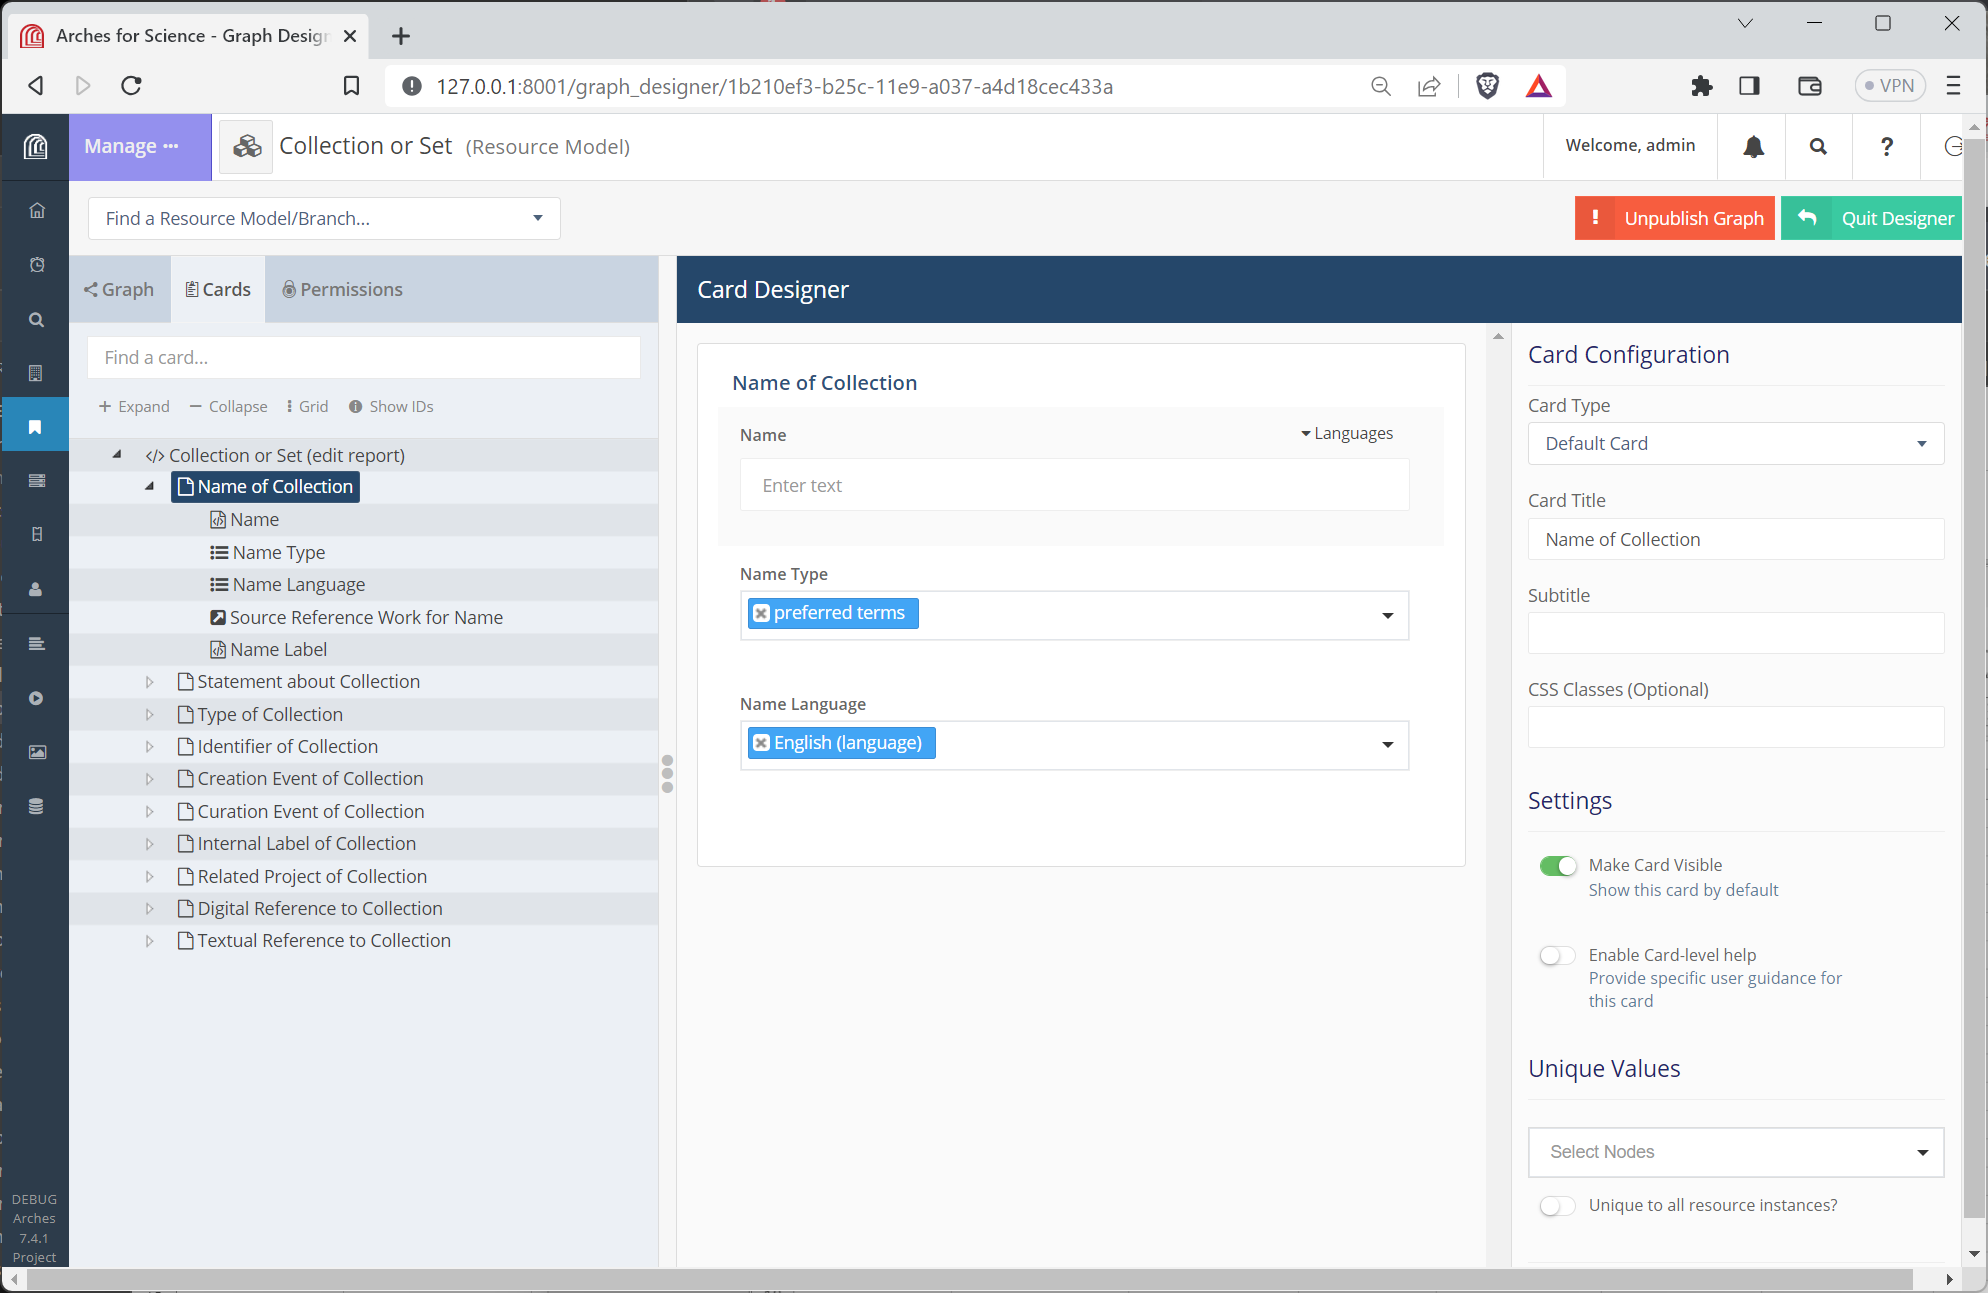 Arches for Science - Graph Desig
127.0.0.1:8001/graph_designer/1b210ef3-b25c-11e9-a037-a4d18cec433a
VPN
Manage ···
Collection or Set (Resource Model)
Welcome, admin
Find a Resource Model/Branch...
Unpublish Graph
Quit Designer
Graph
Cards
Permissions
Find a card...
+ Expand
− Collapse
Grid
Show IDs
</> Collection or Set (edit report)
Name of Collection
Name
Name Type
Name Language
Source Reference Work for Name
Name Label
Statement about Collection
Type of Collection
Identifier of Collection
Creation Event of Collection
Curation Event of Collection
Internal Label of Collection
Related Project of Collection
Digital Reference to Collection
Textual Reference to Collection
DEBUG
Arches
7.4.1
Project
Card Designer
Name of Collection
Name
Languages
Enter text
Name Type
preferred terms
Name Language
English (language)
Card Configuration
Card Type
Default Card
Card Title
Name of Collection
Subtitle
CSS Classes (Optional)
Settings
Make Card Visible
Show this card by default
Enable Card-level help
Provide specific user guidance for
this card
Unique Values
Select Nodes
Unique to all resource instances?